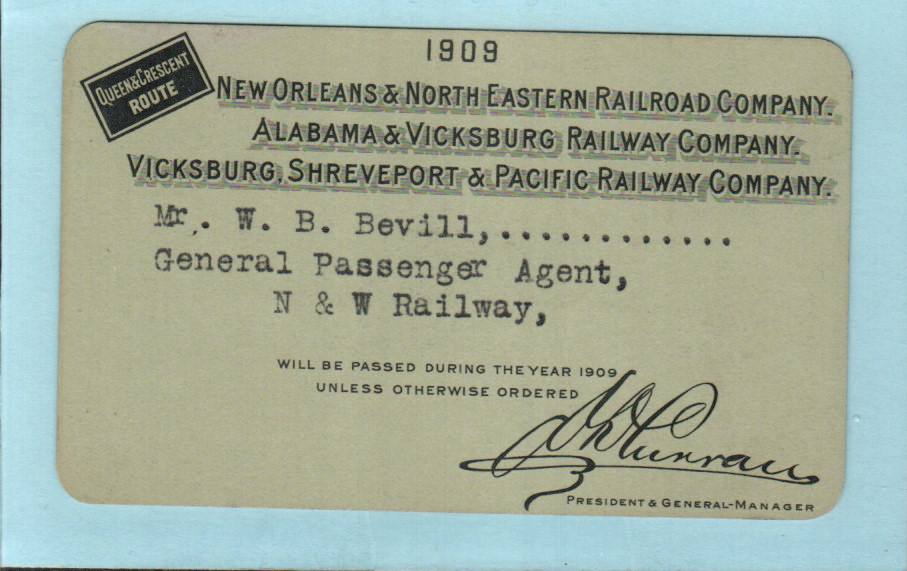 1909
QUEEN & CRESCENT
ROUTE
NEW ORLEANS & NORTH EASTERN RAILROAD COMPANY.
ALABAMA & VICKSBURG RAILWAY COMPANY.
VICKSBURG, SHREVEPORT & PACIFIC RAILWAY COMPANY.
Mr. W. B. Bevill,.............
General Passenger Agent,
N & W Railway,
WILL BE PASSED DURING THE YEAR 1909
UNLESS OTHERWISE ORDERED
Curran
PRESIDENT & GENERAL-MANAGER